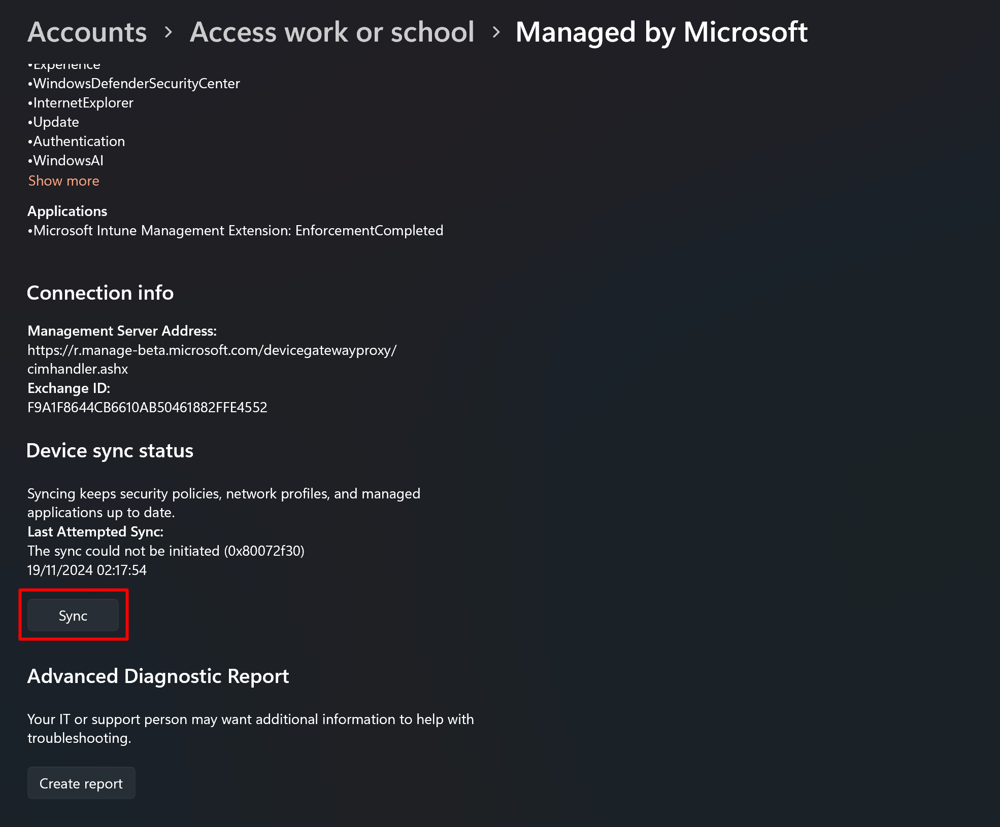 Accounts > Access work or school > Managed by Microsoft
•Experience
•WindowsDefenderSecurityCenter
•InternetExplorer
•Update
•Authentication
•WindowsAI
Show more
Applications
•Microsoft Intune Management Extension: EnforcementCompleted
Connection info
Management Server Address:
https://r.manage-beta.microsoft.com/devicegatewayproxy/
cimhandler.ashx
Exchange ID:
F9A1F8644CB6610AB50461882FFE4552
Device sync status
Syncing keeps security policies, network profiles, and managed
applications up to date.
Last Attempted Sync:
The sync could not be initiated (0x80072f30)
19/11/2024 02:17:54
Sync
Advanced Diagnostic Report
Your IT or support person may want additional information to help with
troubleshooting.
Create report